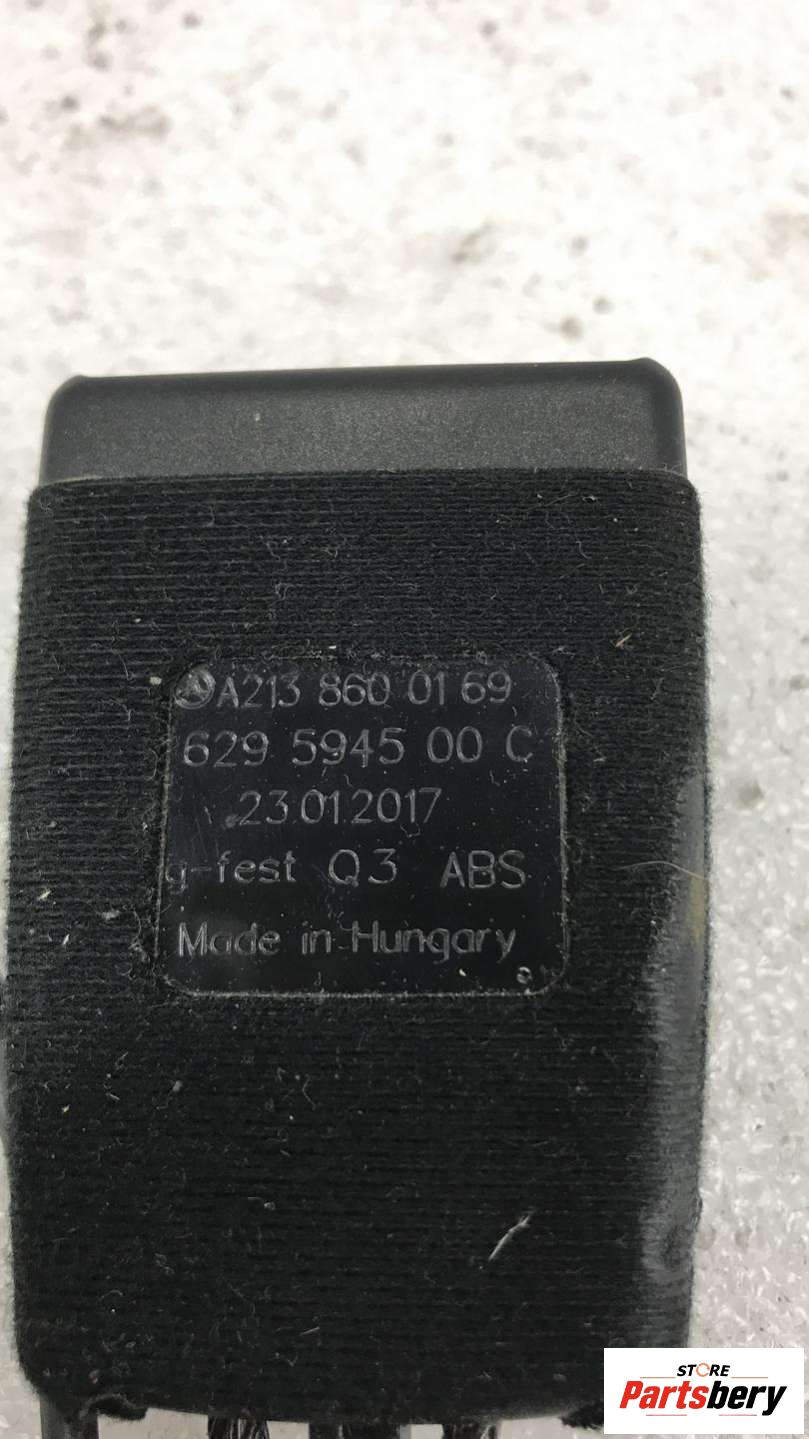 A213 860 01 69
629 5945 00 C
23.01.2017
g-fest Q3 ABS
Made in Hungary
STORE
Partsbery